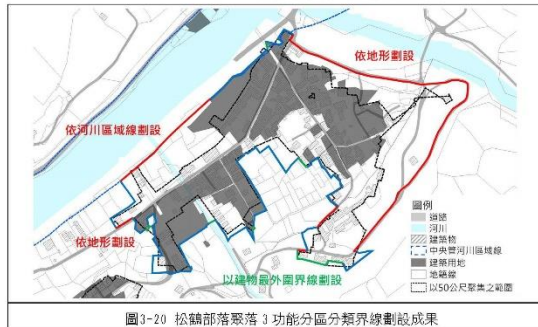 依地形劃設
依河川區域線劃設
依地形劃設
以建物最外圍界線劃設
圖例
道路
河川
建築物
中央管河川區域線
建築用地
地籍線
以50公尺聚集之範圍
圖3-20 松鶴部落聚落 3 功能分區分類界線劃設成果